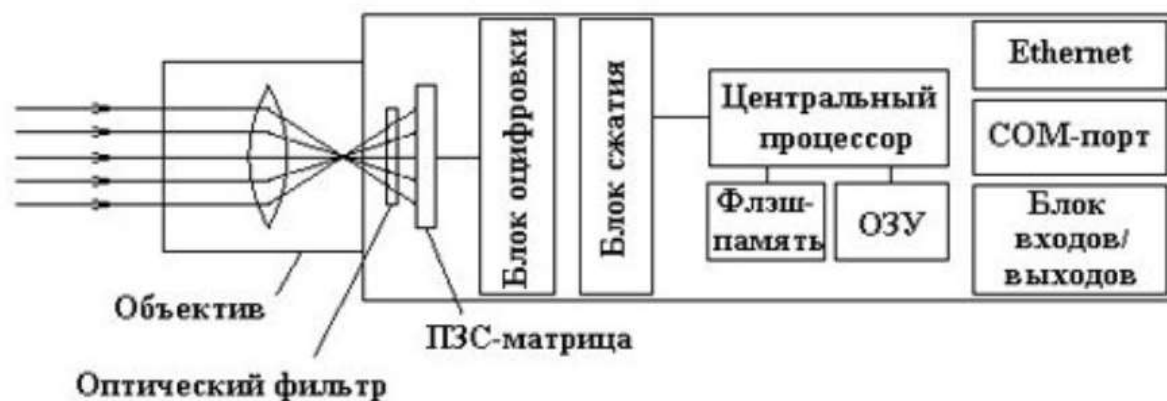 Объектив
Оптический фильтр
ПЗС-матрица
Блок оцифровки
Блок сжатия
Центральный
процессор
Флэш-
память
ОЗУ
Ethernet
COM-порт
Блок
входов/
выходов